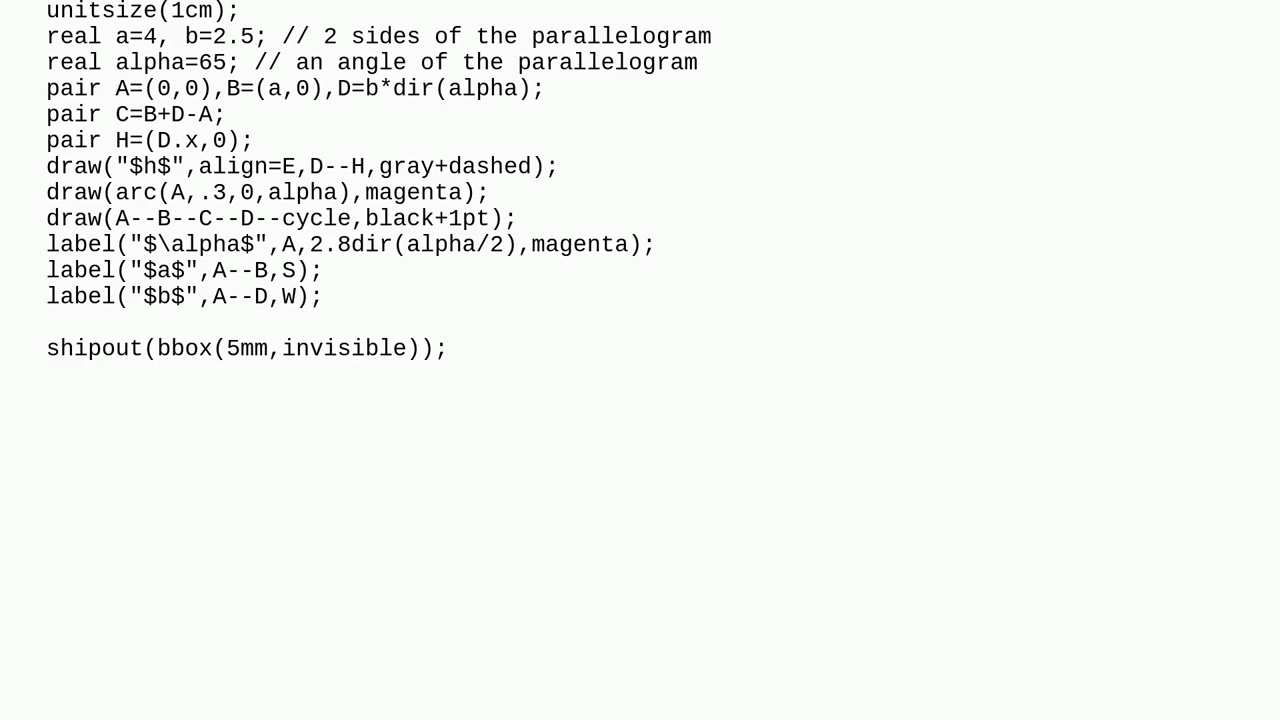 unitsize(1cm);
real a=4, b=2.5; // 2 sides of the parallelogram
real alpha=65; // an angle of the parallelogram
pair A=(0,0),B=(a,0),D=b*dir(alpha);
pair C=B+D-A;
pair H=(D.x,0);
draw("$h$",align=E,D--H,gray+dashed);
draw(arc(A,.3,0,alpha),magenta);
draw(A--B--C--D--cycle,black+1pt);
label("$\alpha$",A,2.8dir(alpha/2),magenta);
label("$a$",A--B,S);
label("$b$",A--D,W);
shipout(bbox(5mm,invisible));